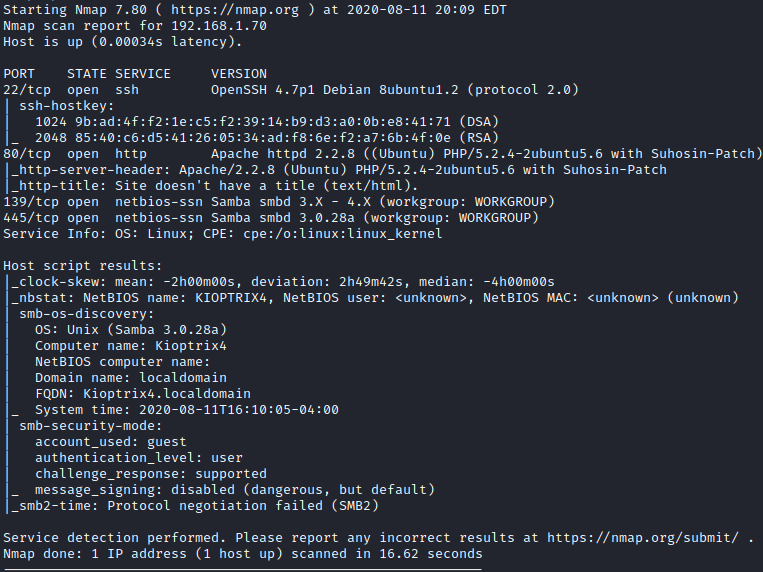 Starting Nmap 7.80 ( https://nmap.org ) at 2020-08-11 20:09 EDT
Nmap scan report for 192.168.1.70
Host is up (0.00034s latency).

PORT    STATE SERVICE     VERSION
22/tcp  open  ssh         OpenSSH 4.7p1 Debian 8ubuntu1.2 (protocol 2.0)
| ssh-hostkey:
|   1024 9b:ad:4f:f2:1e:c5:f2:39:14:b9:d3:a0:0b:e8:41:71 (DSA)
|_  2048 85:40:c6:d5:41:26:05:34:ad:f8:6e:f2:a7:6b:4f:0e (RSA)
80/tcp  open  http        Apache httpd 2.2.8 ((Ubuntu) PHP/5.2.4-2ubuntu5.6 with Suhosin-Patch)
|_http-server-header: Apache/2.2.8 (Ubuntu) PHP/5.2.4-2ubuntu5.6 with Suhosin-Patch
|_http-title: Site doesn't have a title (text/html).
139/tcp open  netbios-ssn Samba smbd 3.X - 4.X (workgroup: WORKGROUP)
445/tcp open  netbios-ssn Samba smbd 3.0.28a (workgroup: WORKGROUP)
Service Info: OS: Linux; CPE: cpe:/o:linux:linux_kernel

Host script results:
|_clock-skew: mean: -2h00m00s, deviation: 2h49m42s, median: -4h00m00s
|_nbstat: NetBIOS name: KIOPTRIX4, NetBIOS user: <unknown>, NetBIOS MAC: <unknown> (unknown)
| smb-os-discovery:
|   OS: Unix (Samba 3.0.28a)
|   Computer name: Kioptrix4
|   NetBIOS computer name:
|   Domain name: localdomain
|   FQDN: Kioptrix4.localdomain
|_  System time: 2020-08-11T16:10:05-04:00
| smb-security-mode:
|   account_used: guest
|   authentication_level: user
|   challenge_response: supported
|_  message_signing: disabled (dangerous, but default)
|_smb2-time: Protocol negotiation failed (SMB2)

Service detection performed. Please report any incorrect results at https://nmap.org/submit/ .
Nmap done: 1 IP address (1 host up) scanned in 16.62 seconds